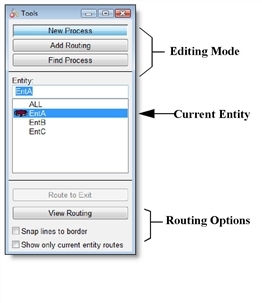 Tools
New Process
Add Routing
Find Process
Editing Mode
Entity:
EntA
ALL
EntA
Current Entity
EntB
EntC
Route to Exit
View Routing
Routing Options
Snap lines to border
Show only current entity routes